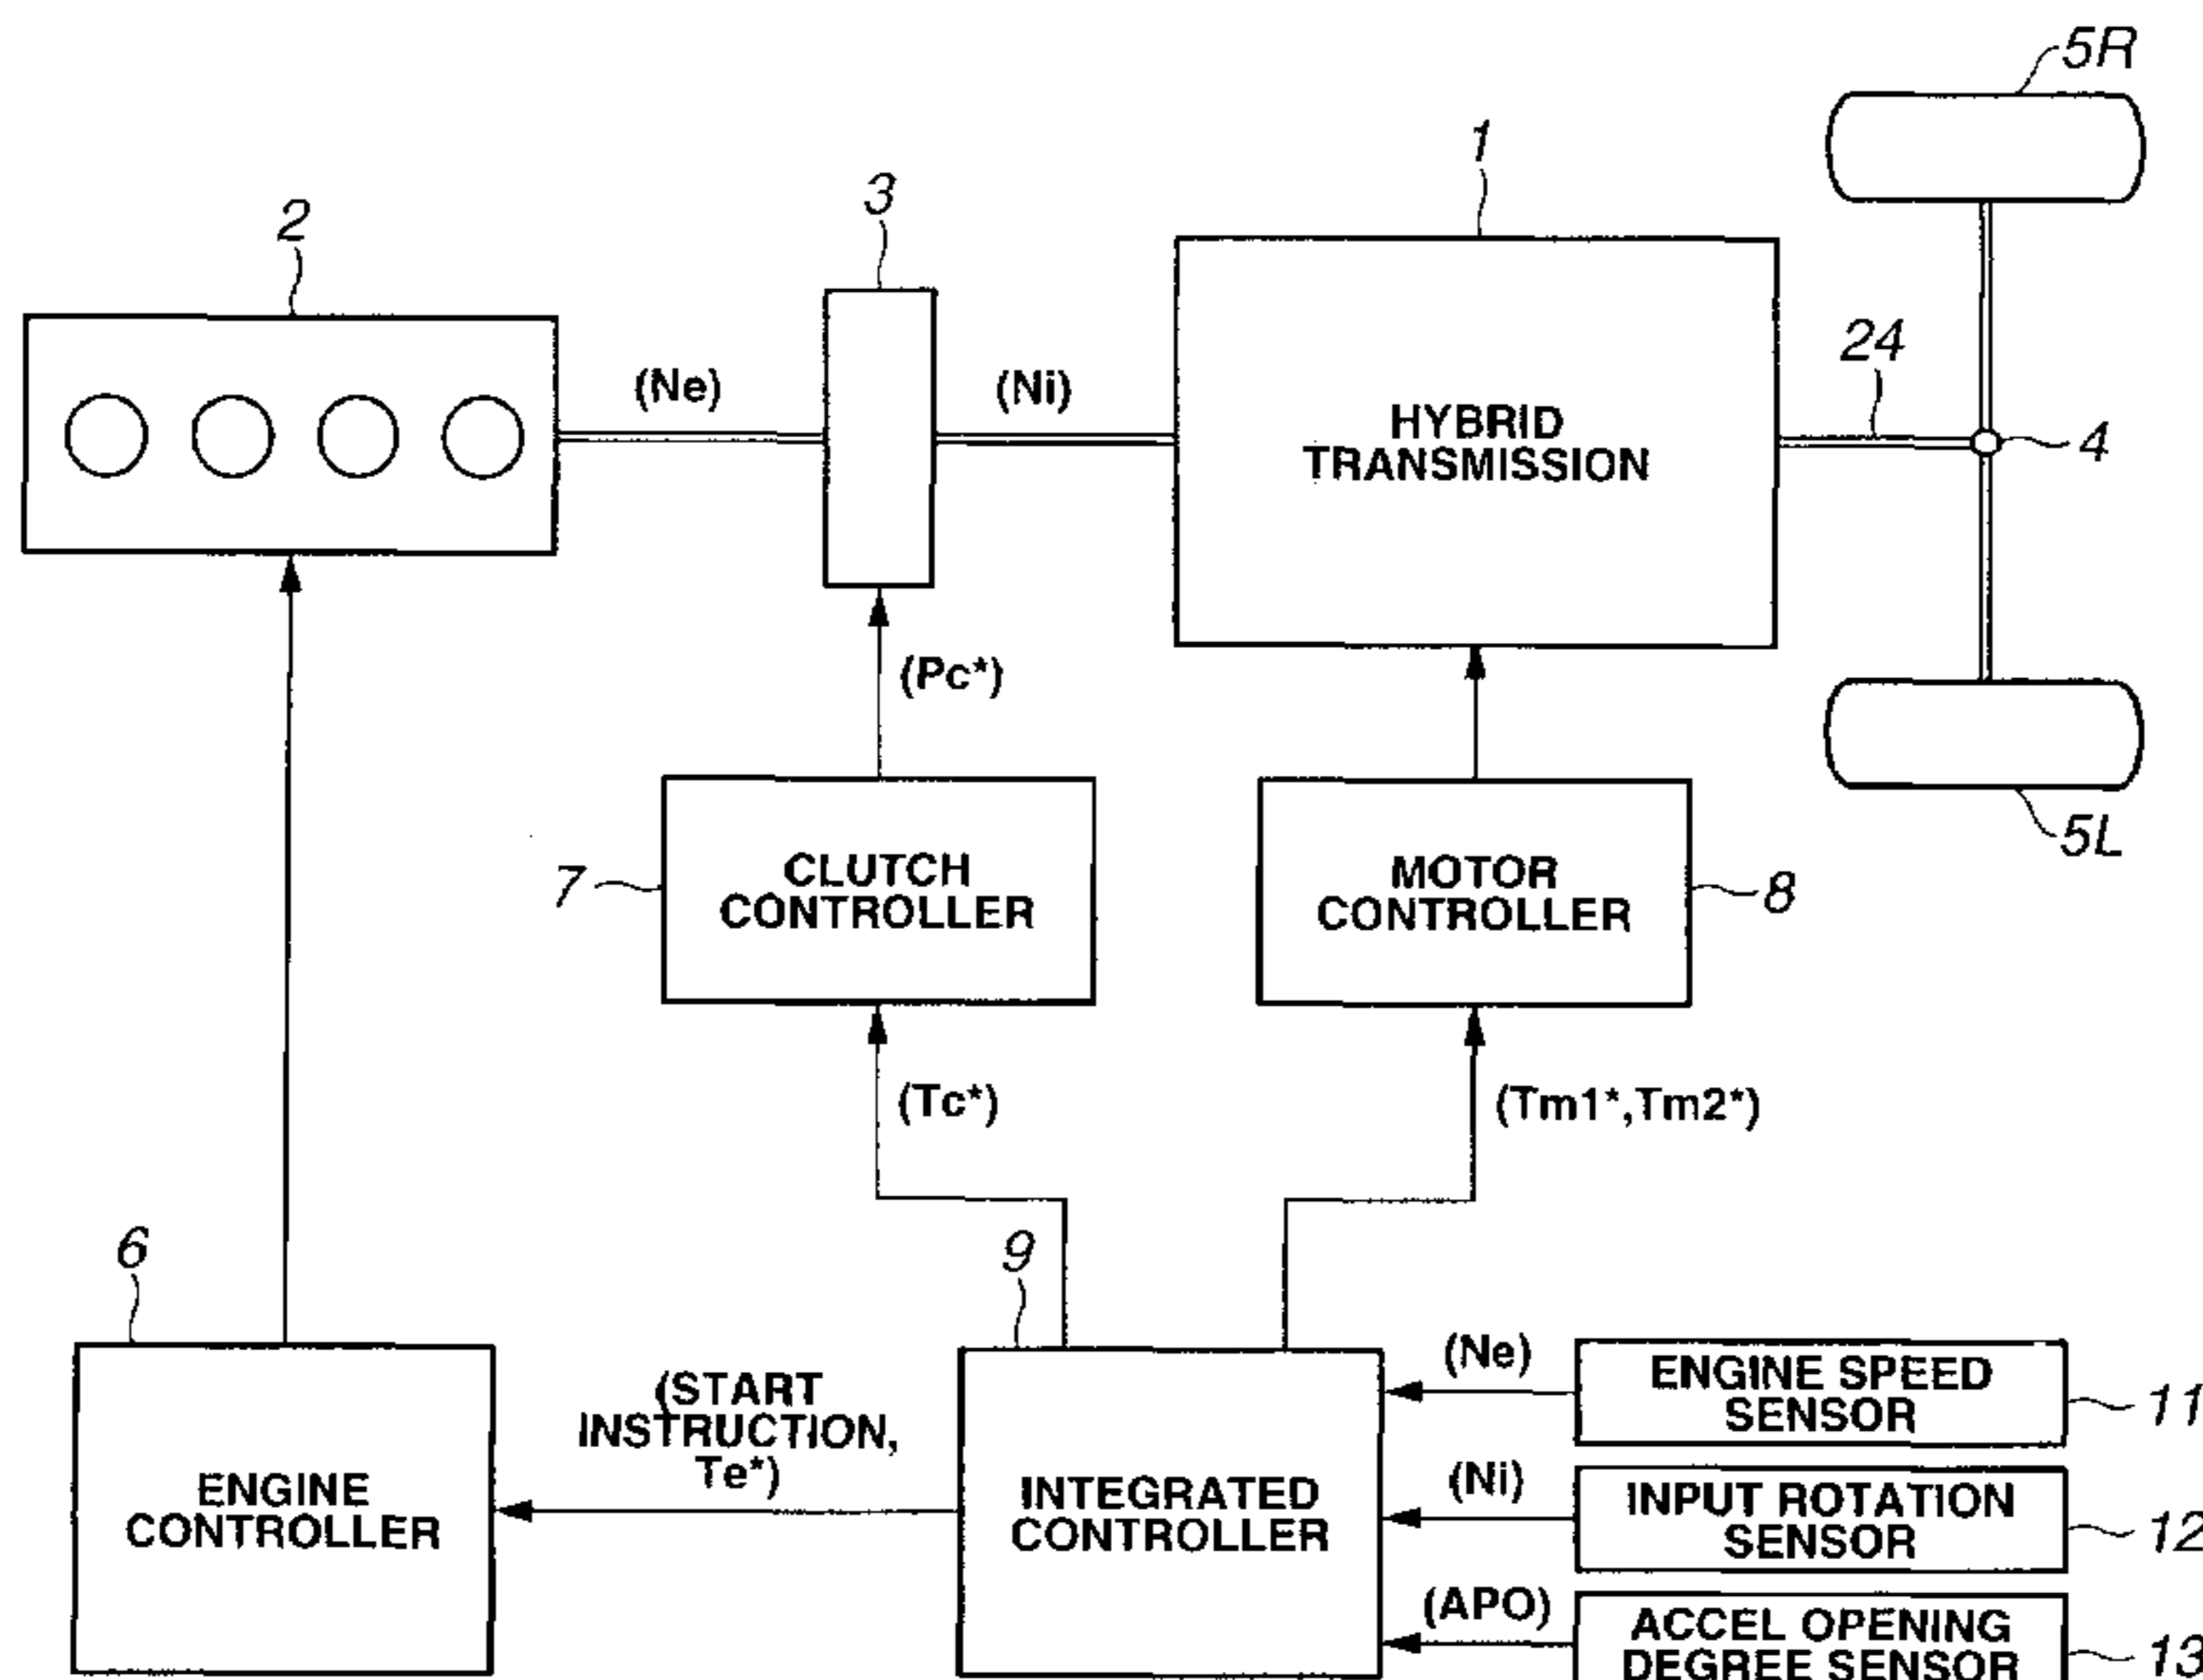 5R
1
3
2
24
(Ne)
(Ni)
HYBRID
TRANSMISSION
4
(Pc*)
5L
7
CLUTCH
CONTROLLER
MOTOR
CONTROLLER
8
(Tc*)
(Tm1*,Tm2*)
6
9
(START
INSTRUCTION,
Te*)
ENGINE
CONTROLLER
INTEGRATED
CONTROLLER
(Ne)
ENGINE SPEED
SENSOR
11
(Ni)
INPUT ROTATION
SENSOR
12
(APO)
ACCEL OPENING
DEGREE SENSOR
13